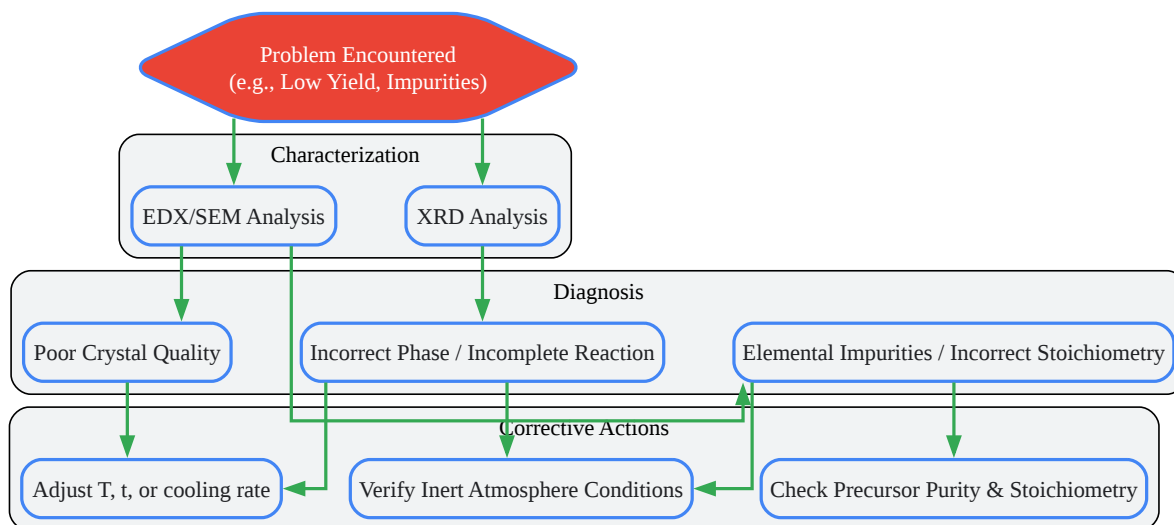 Problem Encountered
(e.g., Low Yield, Impurities)
Characterization
EDX/SEM Analysis
XRD Analysis
Diagnosis
Poor Crystal Quality
Incorrect Phase / Incomplete Reaction
Elemental Impurities / Incorrect Stoichiometry
Corrective Actions
Adjust T, t, or cooling rate
Verify Inert Atmosphere Conditions
Check Precursor Purity & Stoichiometry